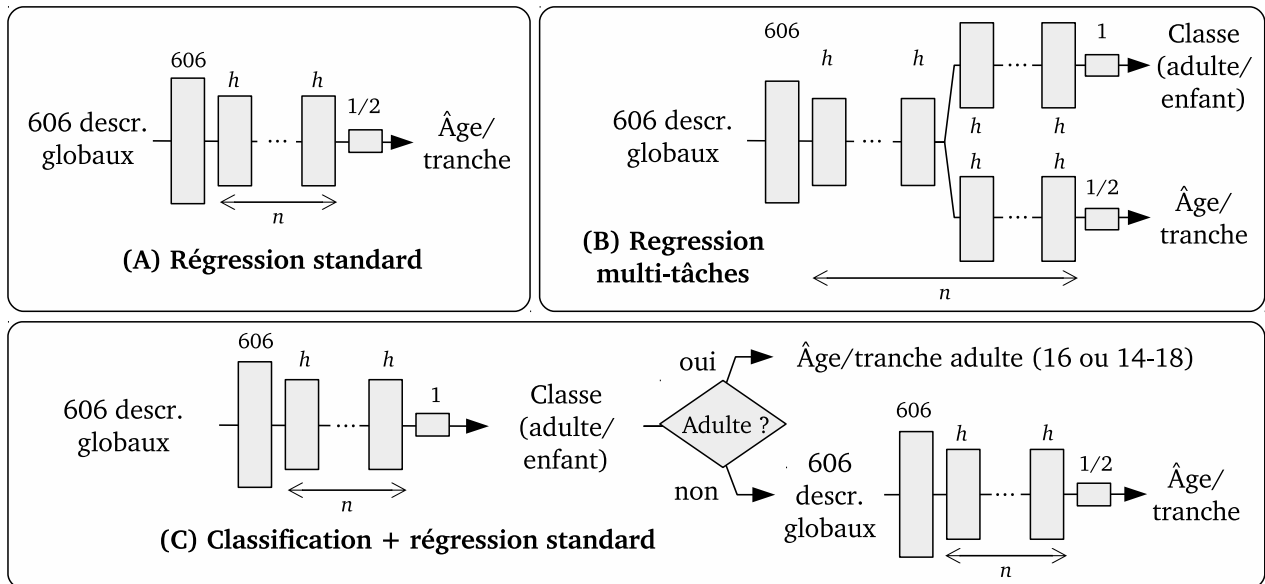 606
h
h
1/2
606 descr.
globaux
...
Âge/
tranche
n
(A) Régression standard
606
h
h
1
Classe
(adulte/
enfant)
...
606 descr.
globaux
...
h
h
h
h
1/2
...
Âge/
tranche
(B) Regression
multi-tâches
n
606
h
h
1
606 descr.
globaux
...
Classe
(adulte/
enfant)
n
oui
Âge/tranche adulte (16 ou 14-18)
Adulte ?
non
606
descr.
globaux
606
h
h
1/2
...
Âge/
tranche
n
(C) Classification + régression standard